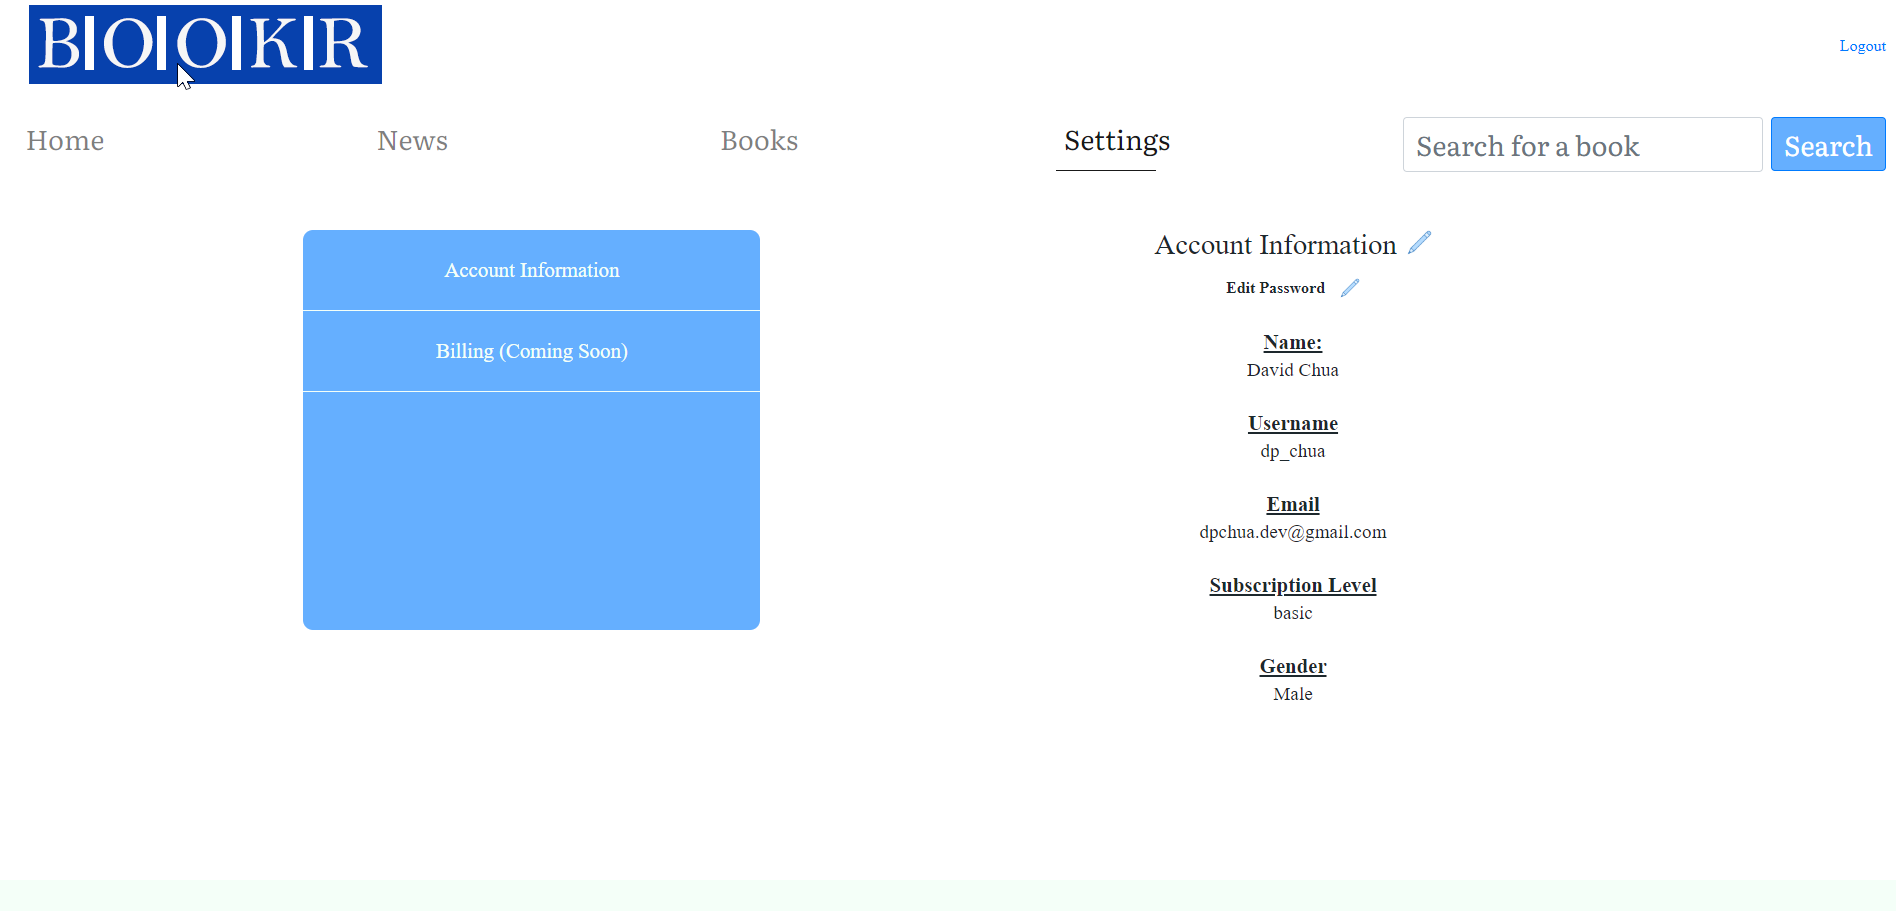 B|O|O|K|R
Logout
Home
News
Books
Settings
Search for a book
Search
Account Information
Billing (Coming Soon)
Account Information
Edit Password
Name:
David Chua
Username
dp_chua
Email
dpchua.dev@gmail.com
Subscription Level
basic
Gender
Male